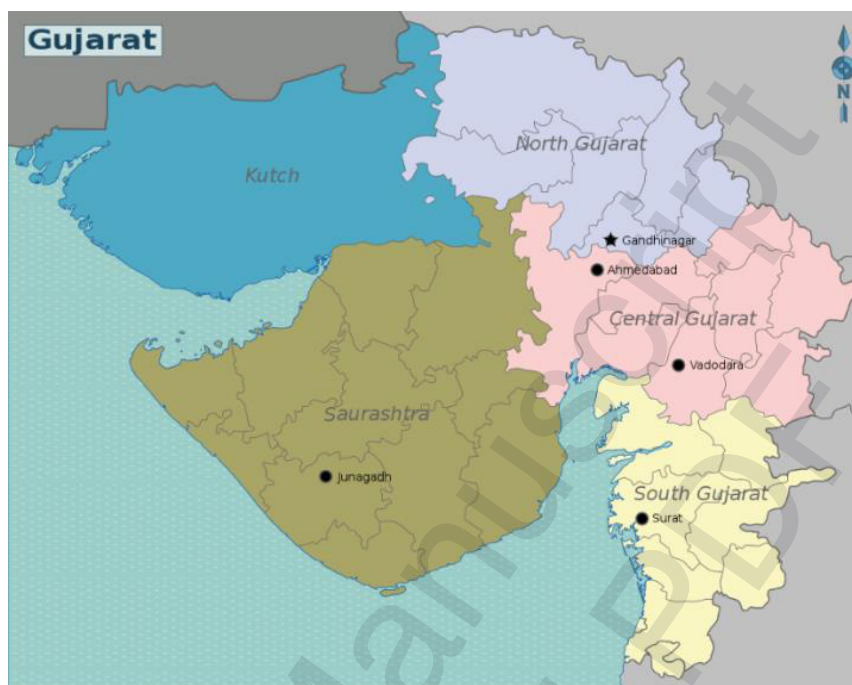 Gujarat
N
North Gujarat
Kutch
Gandhinagar
Ahmedabad
Central Gujarat
Vadodara
Saurashtra
Junagadh
South Gujarat
Surat